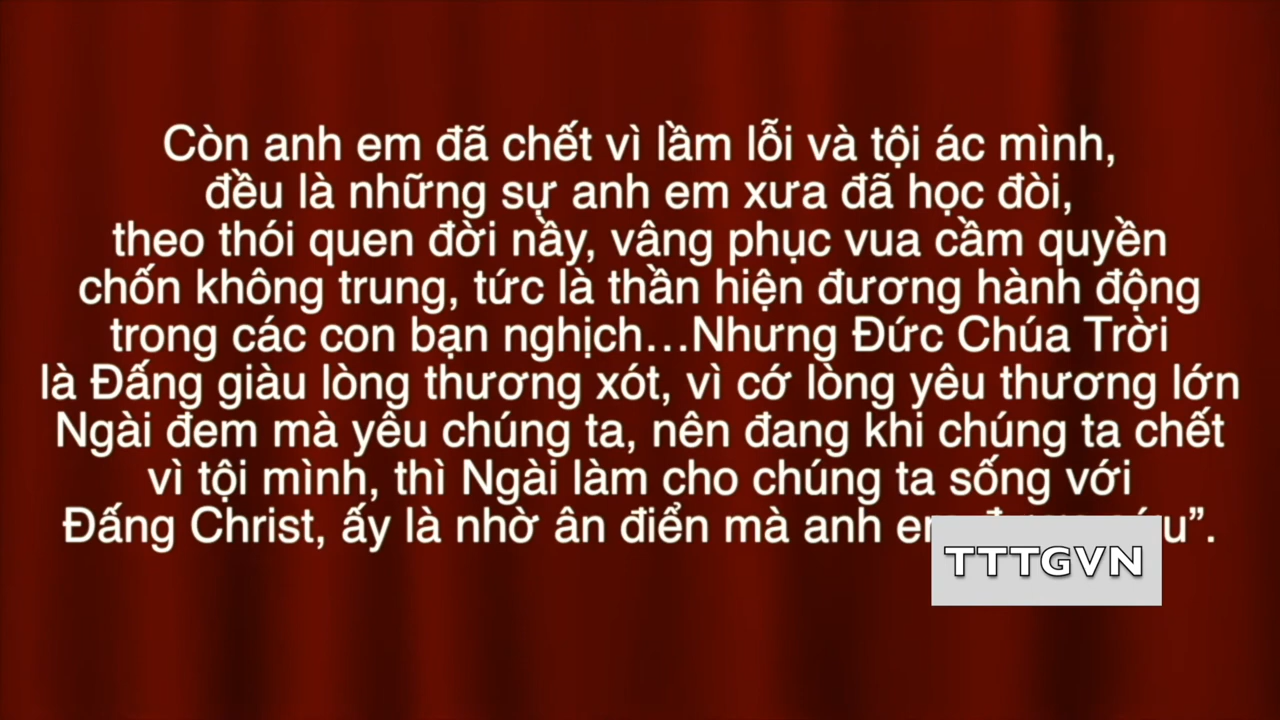 Còn anh em đã chết vì lầm lỗi và tội ác mình,
đều là những sự anh em xưa đã học đòi,
theo thói quen đời nầy, vâng phục vua cầm quyền
chốn không trung, tức là thần hiện đương hành động
trong các con bạn nghịch…Nhưng Đức Chúa Trời
là Đấng giàu lòng thương xót, vì cớ lòng yêu thương lớn
Ngài đem mà yêu chúng ta, nên đang khi chúng ta chết
vì tội mình, thì Ngài làm cho chúng ta sống với
Đấng Christ, ấy là nhờ ân điển mà anh
TTTGVN